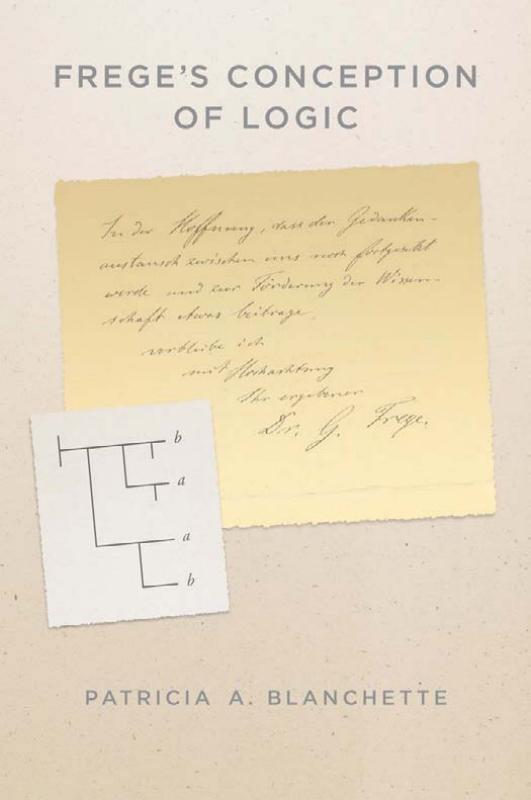 FREGE'S CONCEPTION
OF LOGIC
In der Hoffnung, dass der Gedanken-
austausch zwischen uns noch fortgesetzt
werde und zur Förderung der Wissen-
schaft etwas beitrage,
verbleibe ich
mit Hochachtung
Ihr ergebener
Dr. G. Frege.
b
a
a
b
PATRICIA A. BLANCHETTE